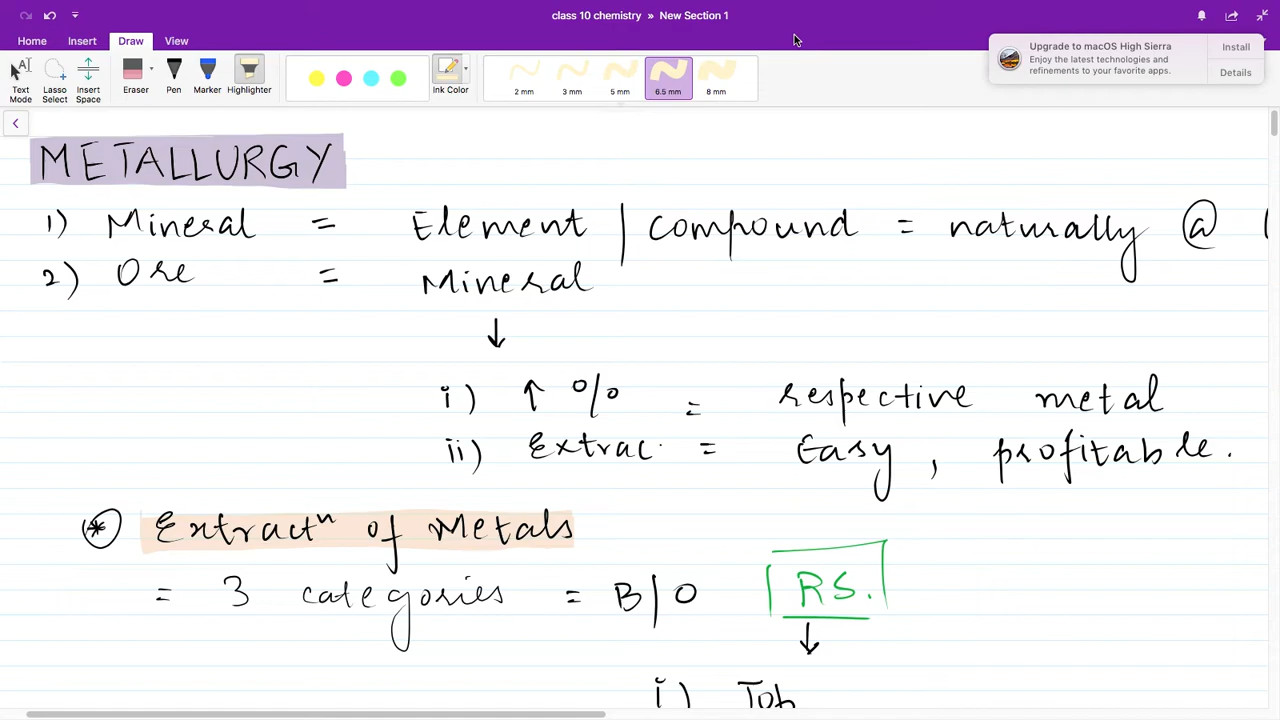 class 10 chemistry » New Section 1
Home Insert Draw View
Upgrade to macOS High Sierra
Enjoy the latest technologies and
refinements to your favorite apps.
Install
Details
Text Mode
Lasso Select
Insert Space
Eraser
Pen
Marker
Highlighter
Ink Color
2 mm 3 mm 5 mm 6.5 mm 8 mm
METALLURGY
1) Mineral = Element | compound = naturally @
2) Ore = Mineral
↓
i) ↑ % = respective metal
ii) Extrac. = Easy, profitable.
* Extractⁿ of Metals
= 3 categories = B|O RS.
↓
i) Top